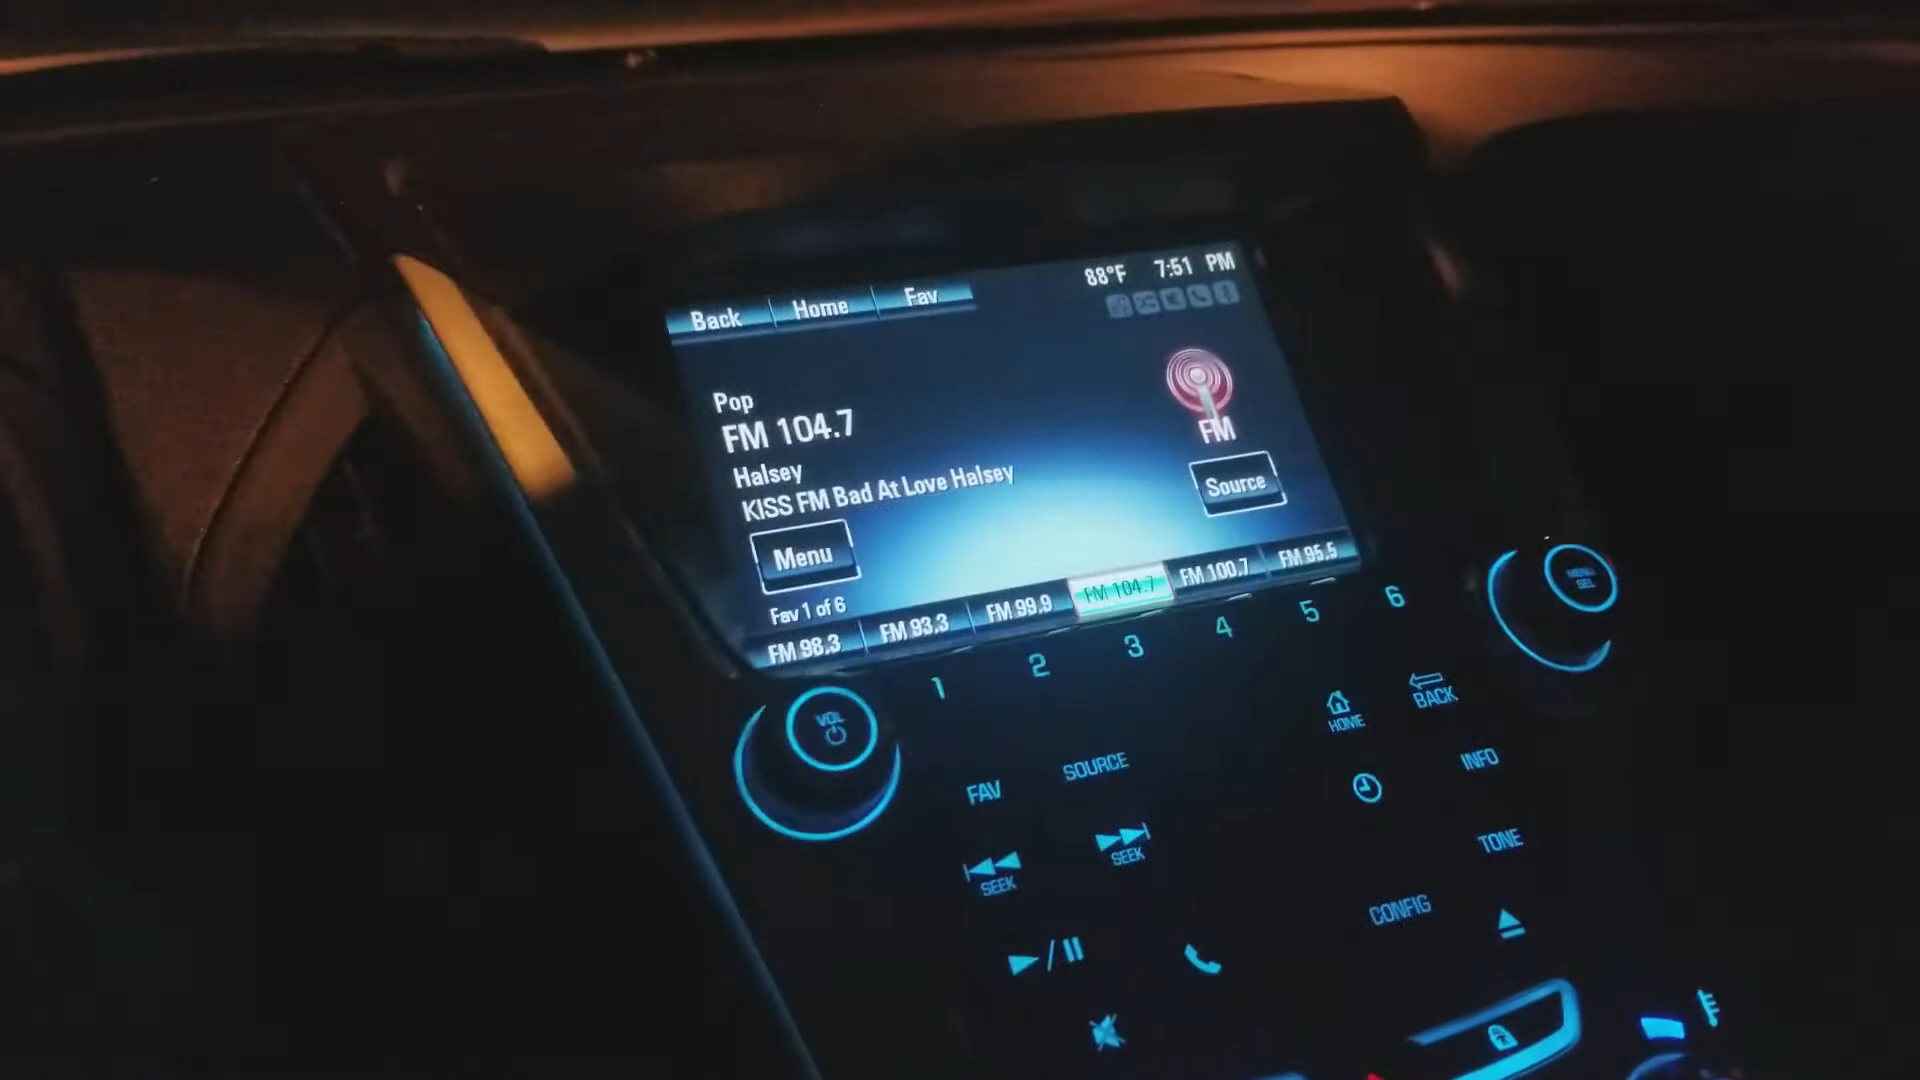 Back Home Fav
88°F 7:51 PM
Pop
FM 104.7
Halsey
KISS FM Bad At Love Halsey
FM
Source
Menu
Fav 1 of 6
FM 98.3 FM 93.3 FM 99.9 FM 104.7 FM 100.7 FM 95.5
1 2 3 4 5 6
VOL
MENU
SEL
HOME
BACK
FAV
SOURCE
INFO
SEEK
SEEK
TONE
CONFIG